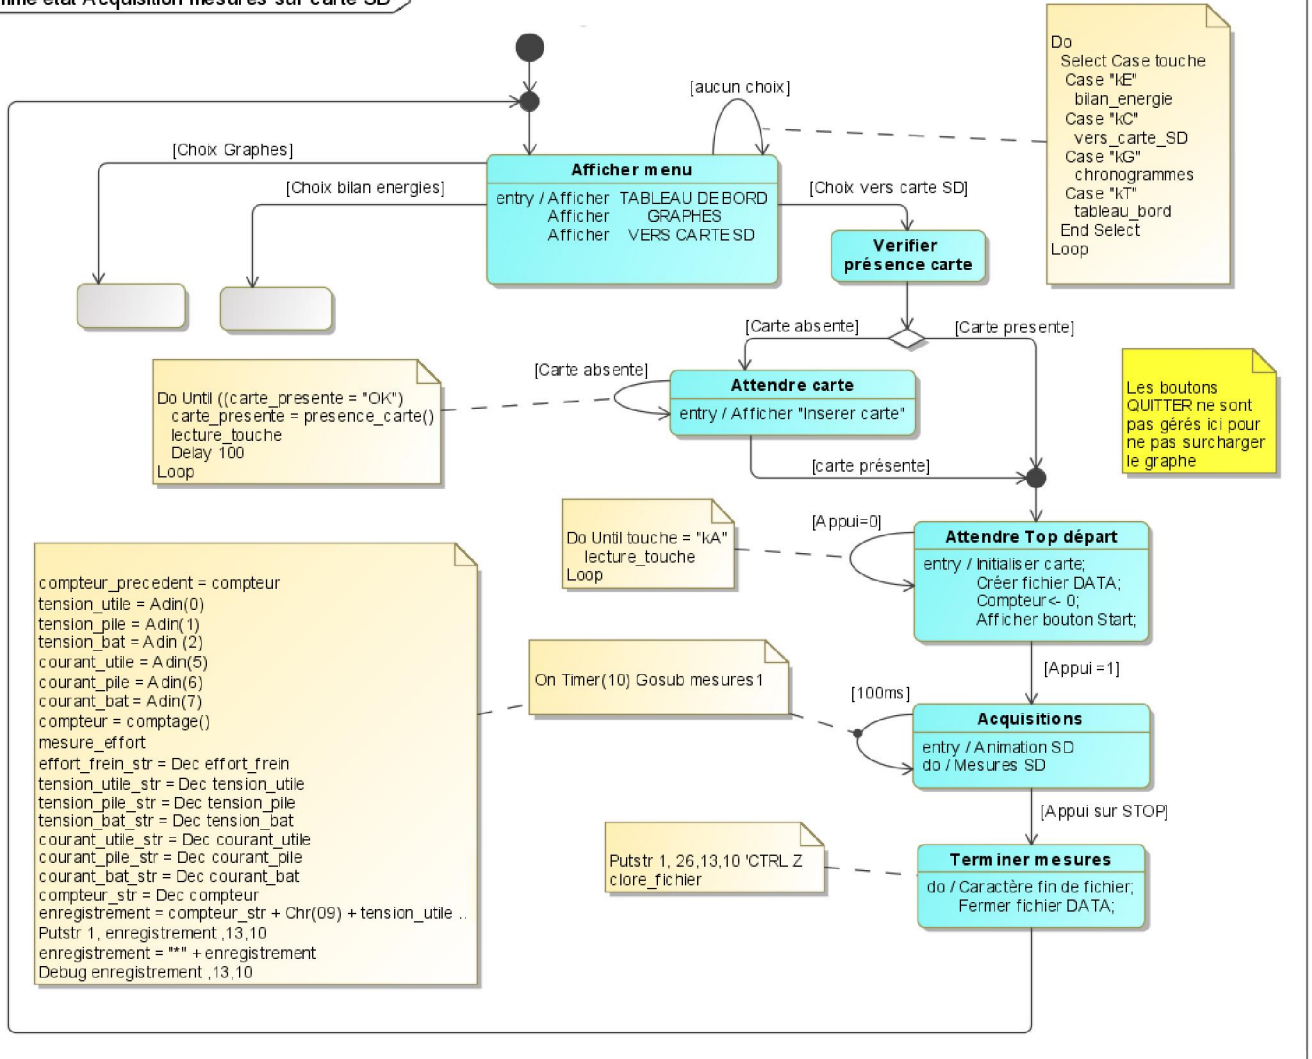 état Acquisition mesures sur carte SD
[aucun choix]
Do
Select Case touche
Case "kE"
bilan_energie
Case "kC"
vers_carte_SD
Case "kG"
chronogrammes
Case "kT"
tableau_bord
End Select
Loop
[Choix Graphes]
[Choix bilan energies]
Afficher menu
entry / Afficher TABLEAU DE BORD
Afficher GRAPHES
Afficher VERS CARTE SD
[Choix vers carte SD]
Verifier
présence carte
[Carte absente]
[Carte presente]
Do Until ((carte_presente = "OK")
carte_presente = presence_carte()
lecture_touche
Delay 100
Loop
[Carte absente]
Attendre carte
entry / Afficher "Inserer carte"
[carte présente]
Les boutons
QUITTER ne sont
pas gérés ici pour
ne pas surcharger
le graphe
Do Until touche = "kA"
lecture_touche
Loop
[Appui=0]
Attendre Top départ
entry / Initialiser carte;
Créer fichier DATA;
Compteur<- 0;
Afficher bouton Start;
[Appui =1]
compteur_precedent = compteur
tension_utile = Adin(0)
tension_pile = Adin(1)
tension_bat = Adin (2)
courant_utile = Adin(5)
courant_pile = Adin(6)
courant_bat = Adin(7)
compteur = comptage()
mesure_effort
effort_frein_str = Dec effort_frein
tension_utile_str = Dec tension_utile
tension_pile_str = Dec tension_pile
tension_bat_str = Dec tension_bat
courant_utile_str = Dec courant_utile
courant_pile_str = Dec courant_pile
courant_bat_str = Dec courant_bat
compteur_str = Dec compteur
enregistrement = compteur_str + Chr(09) + tension_utile ..
Putstr 1, enregistrement ,13,10
enregistrement = "*" + enregistrement
Debug enregistrement ,13,10
On Timer(10) Gosub mesures1
[100ms]
Acquisitions
entry / Animation SD
do / Mesures SD
[Appui sur STOP]
Putstr 1, 26,13,10 'CTRL Z
clore_fichier
Terminer mesures
do / Caractère fin de fichier;
Fermer fichier DATA;